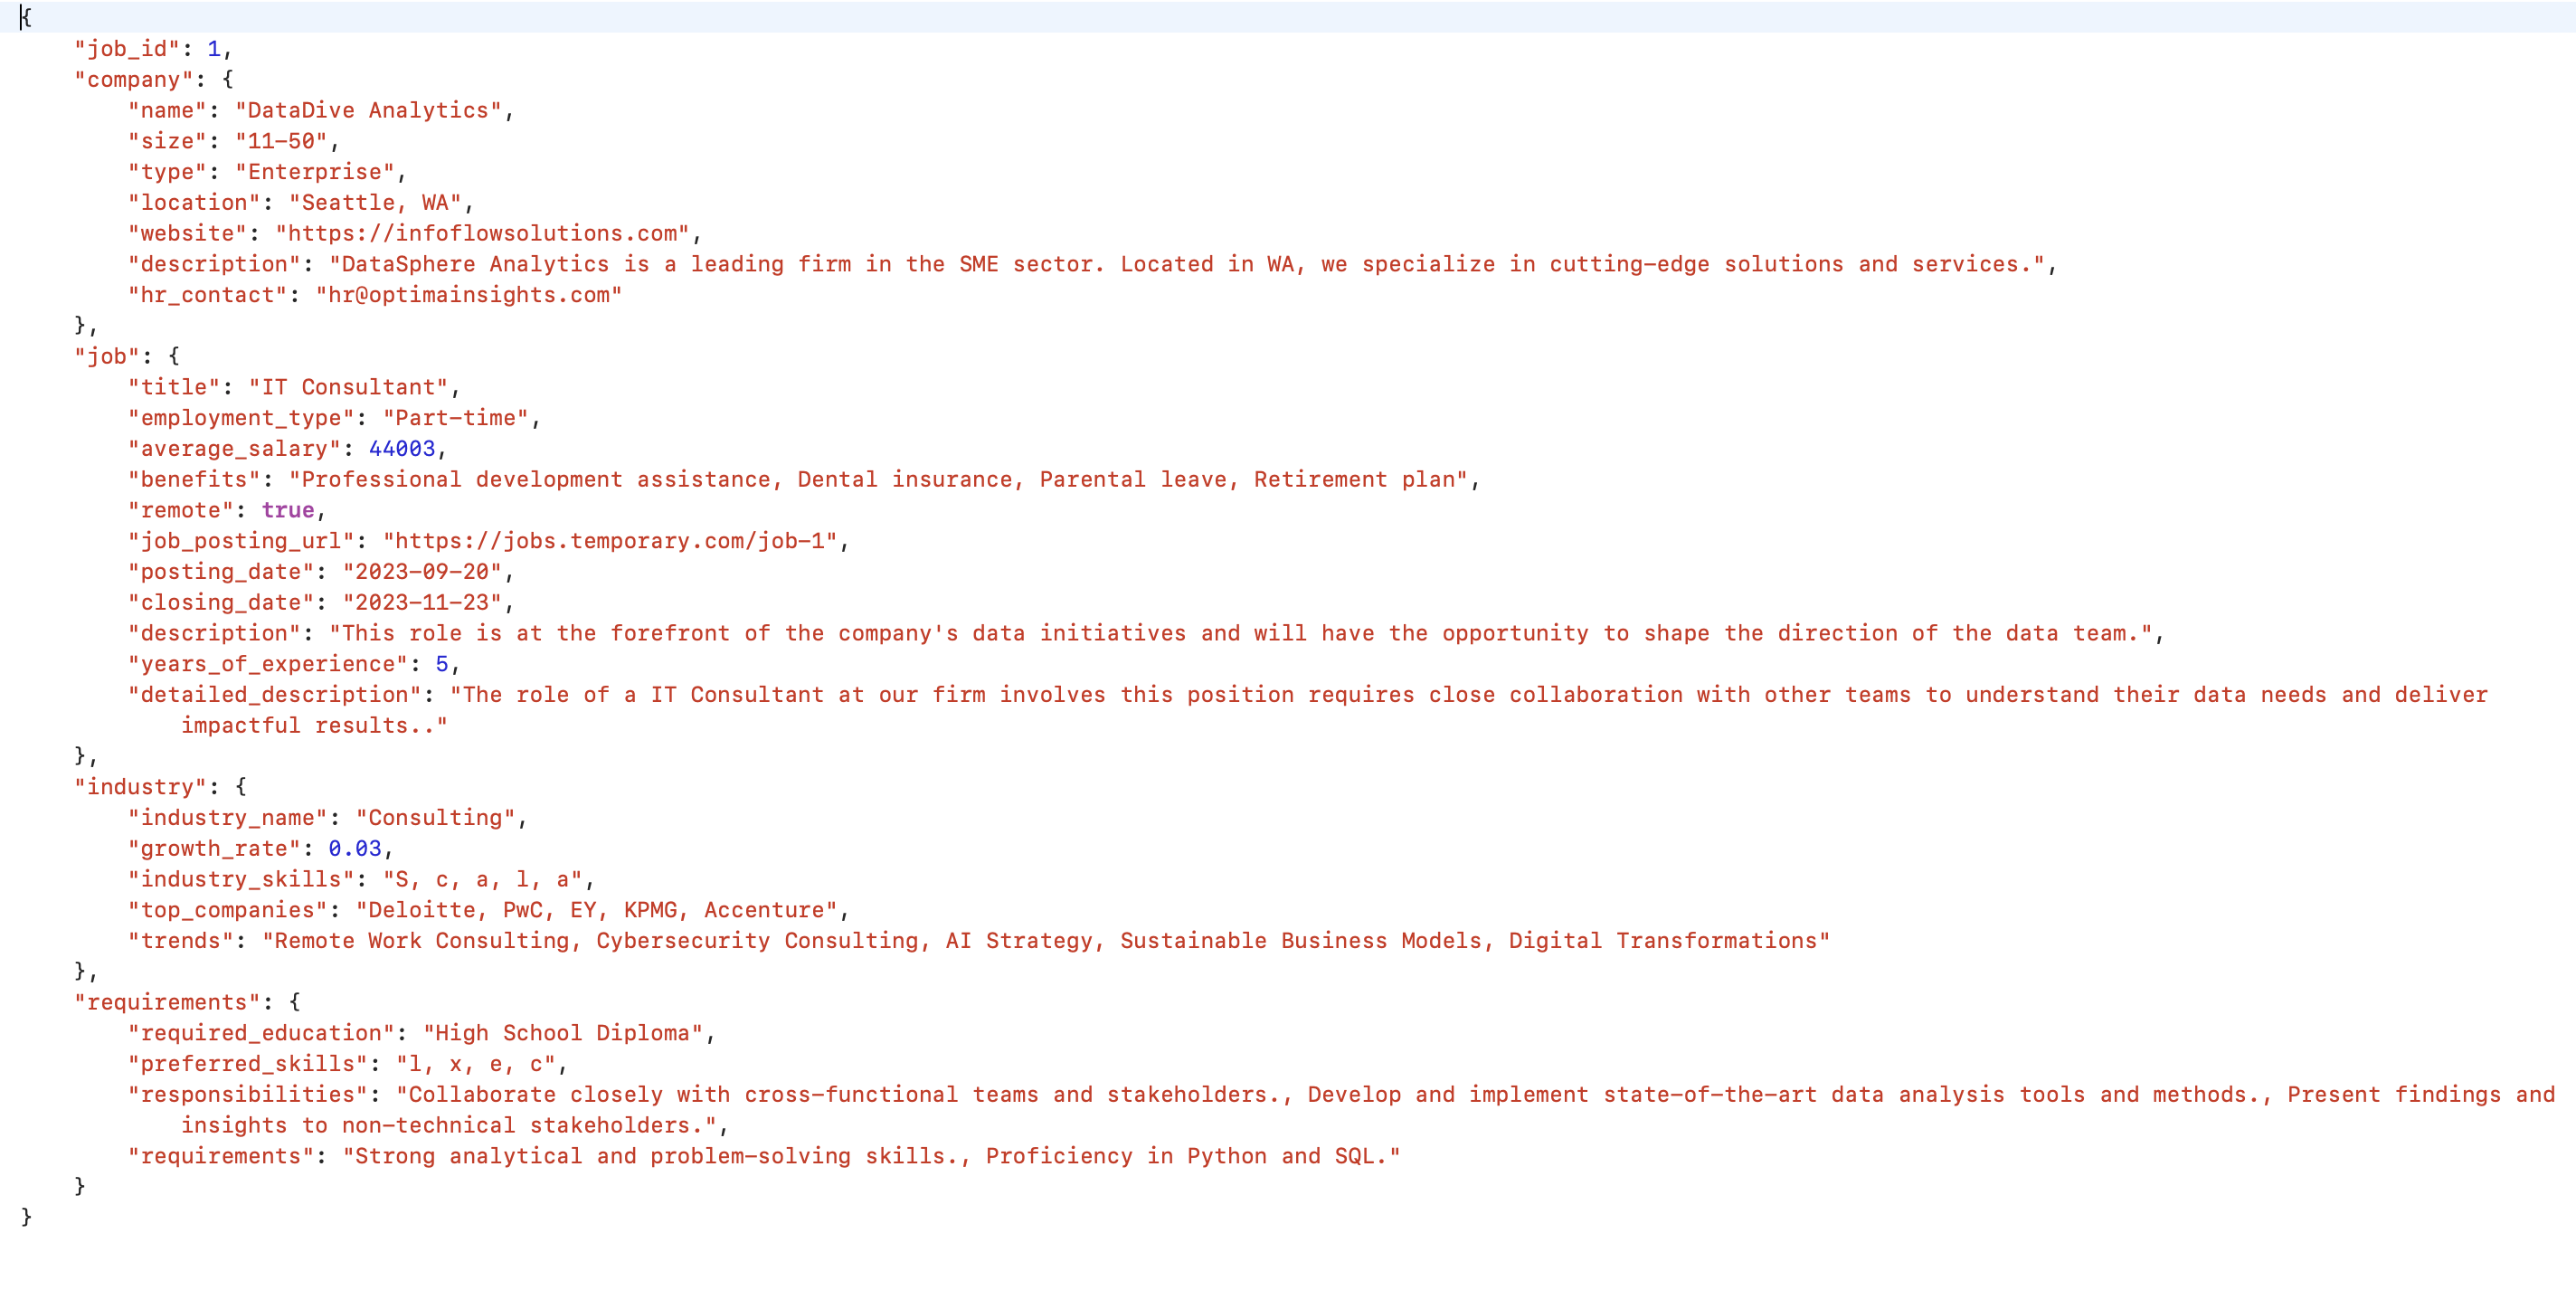 {
    "job_id": 1,
    "company": {
        "name": "DataDive Analytics",
        "size": "11-50",
        "type": "Enterprise",
        "location": "Seattle, WA",
        "website": "https://infoflowsolutions.com",
        "description": "DataSphere Analytics is a leading firm in the SME sector. Located in WA, we specialize in cutting-edge solutions and services.",
        "hr_contact": "hr@optimainsights.com"
    },
    "job": {
        "title": "IT Consultant",
        "employment_type": "Part-time",
        "average_salary": 44003,
        "benefits": "Professional development assistance, Dental insurance, Parental leave, Retirement plan",
        "remote": true,
        "job_posting_url": "https://jobs.temporary.com/job-1",
        "posting_date": "2023-09-20",
        "closing_date": "2023-11-23",
        "description": "This role is at the forefront of the company's data initiatives and will have the opportunity to shape the direction of the data team.",
        "years_of_experience": 5,
        "detailed_description": "The role of a IT Consultant at our firm involves this position requires close collaboration with other teams to understand their data needs and deliver
            impactful results.."
    },
    "industry": {
        "industry_name": "Consulting",
        "growth_rate": 0.03,
        "industry_skills": "S, c, a, l, a",
        "top_companies": "Deloitte, PwC, EY, KPMG, Accenture",
        "trends": "Remote Work Consulting, Cybersecurity Consulting, AI Strategy, Sustainable Business Models, Digital Transformations"
    },
    "requirements": {
        "required_education": "High School Diploma",
        "preferred_skills": "l, x, e, c",
        "responsibilities": "Collaborate closely with cross-functional teams and stakeholders., Develop and implement state-of-the-art data analysis tools and methods., Present findings and
            insights to non-technical stakeholders.",
        "requirements": "Strong analytical and problem-solving skills., Proficiency in Python and SQL."
    }
}